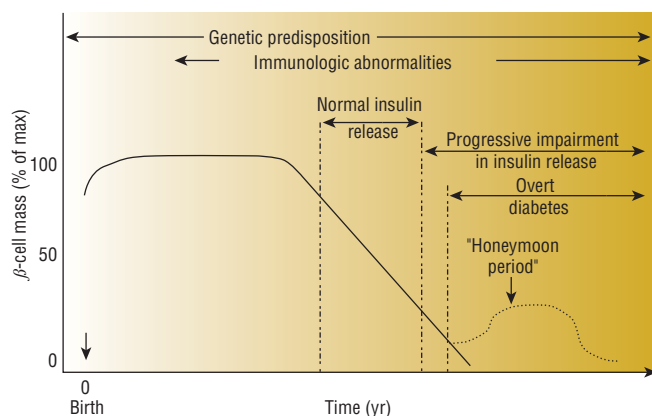 Genetic predisposition
Immunologic abnormalities
Normal insulin
release
Progressive impairment
in insulin release
Overt
diabetes
"Honeymoon
period"
β-cell mass (% of max)
100
50
0
0
Birth
Time (yr)